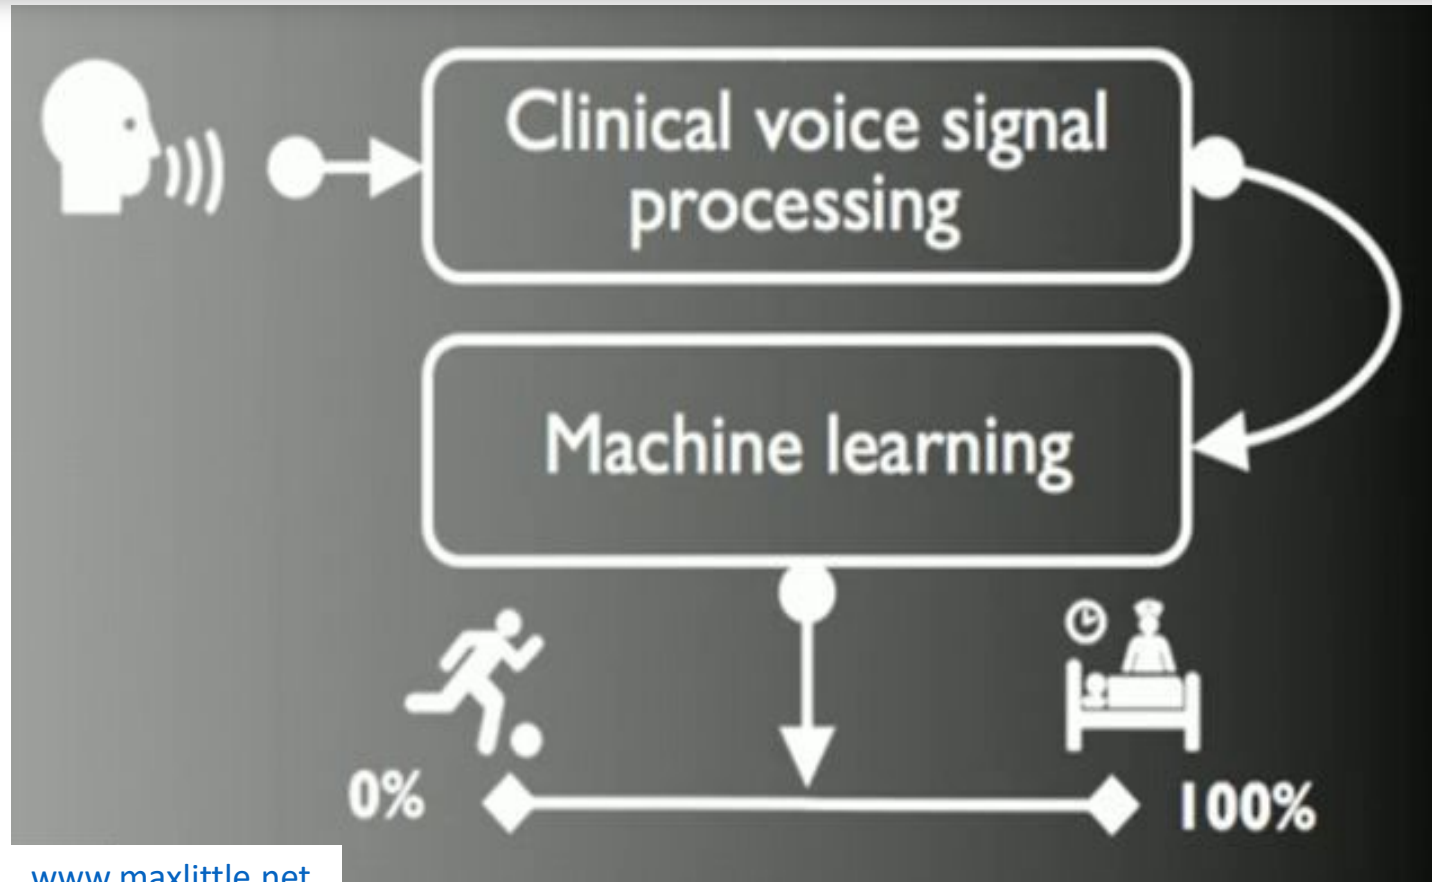 Clinical voice signal
processing
Machine learning
0%
100%
www.maxlittle.net